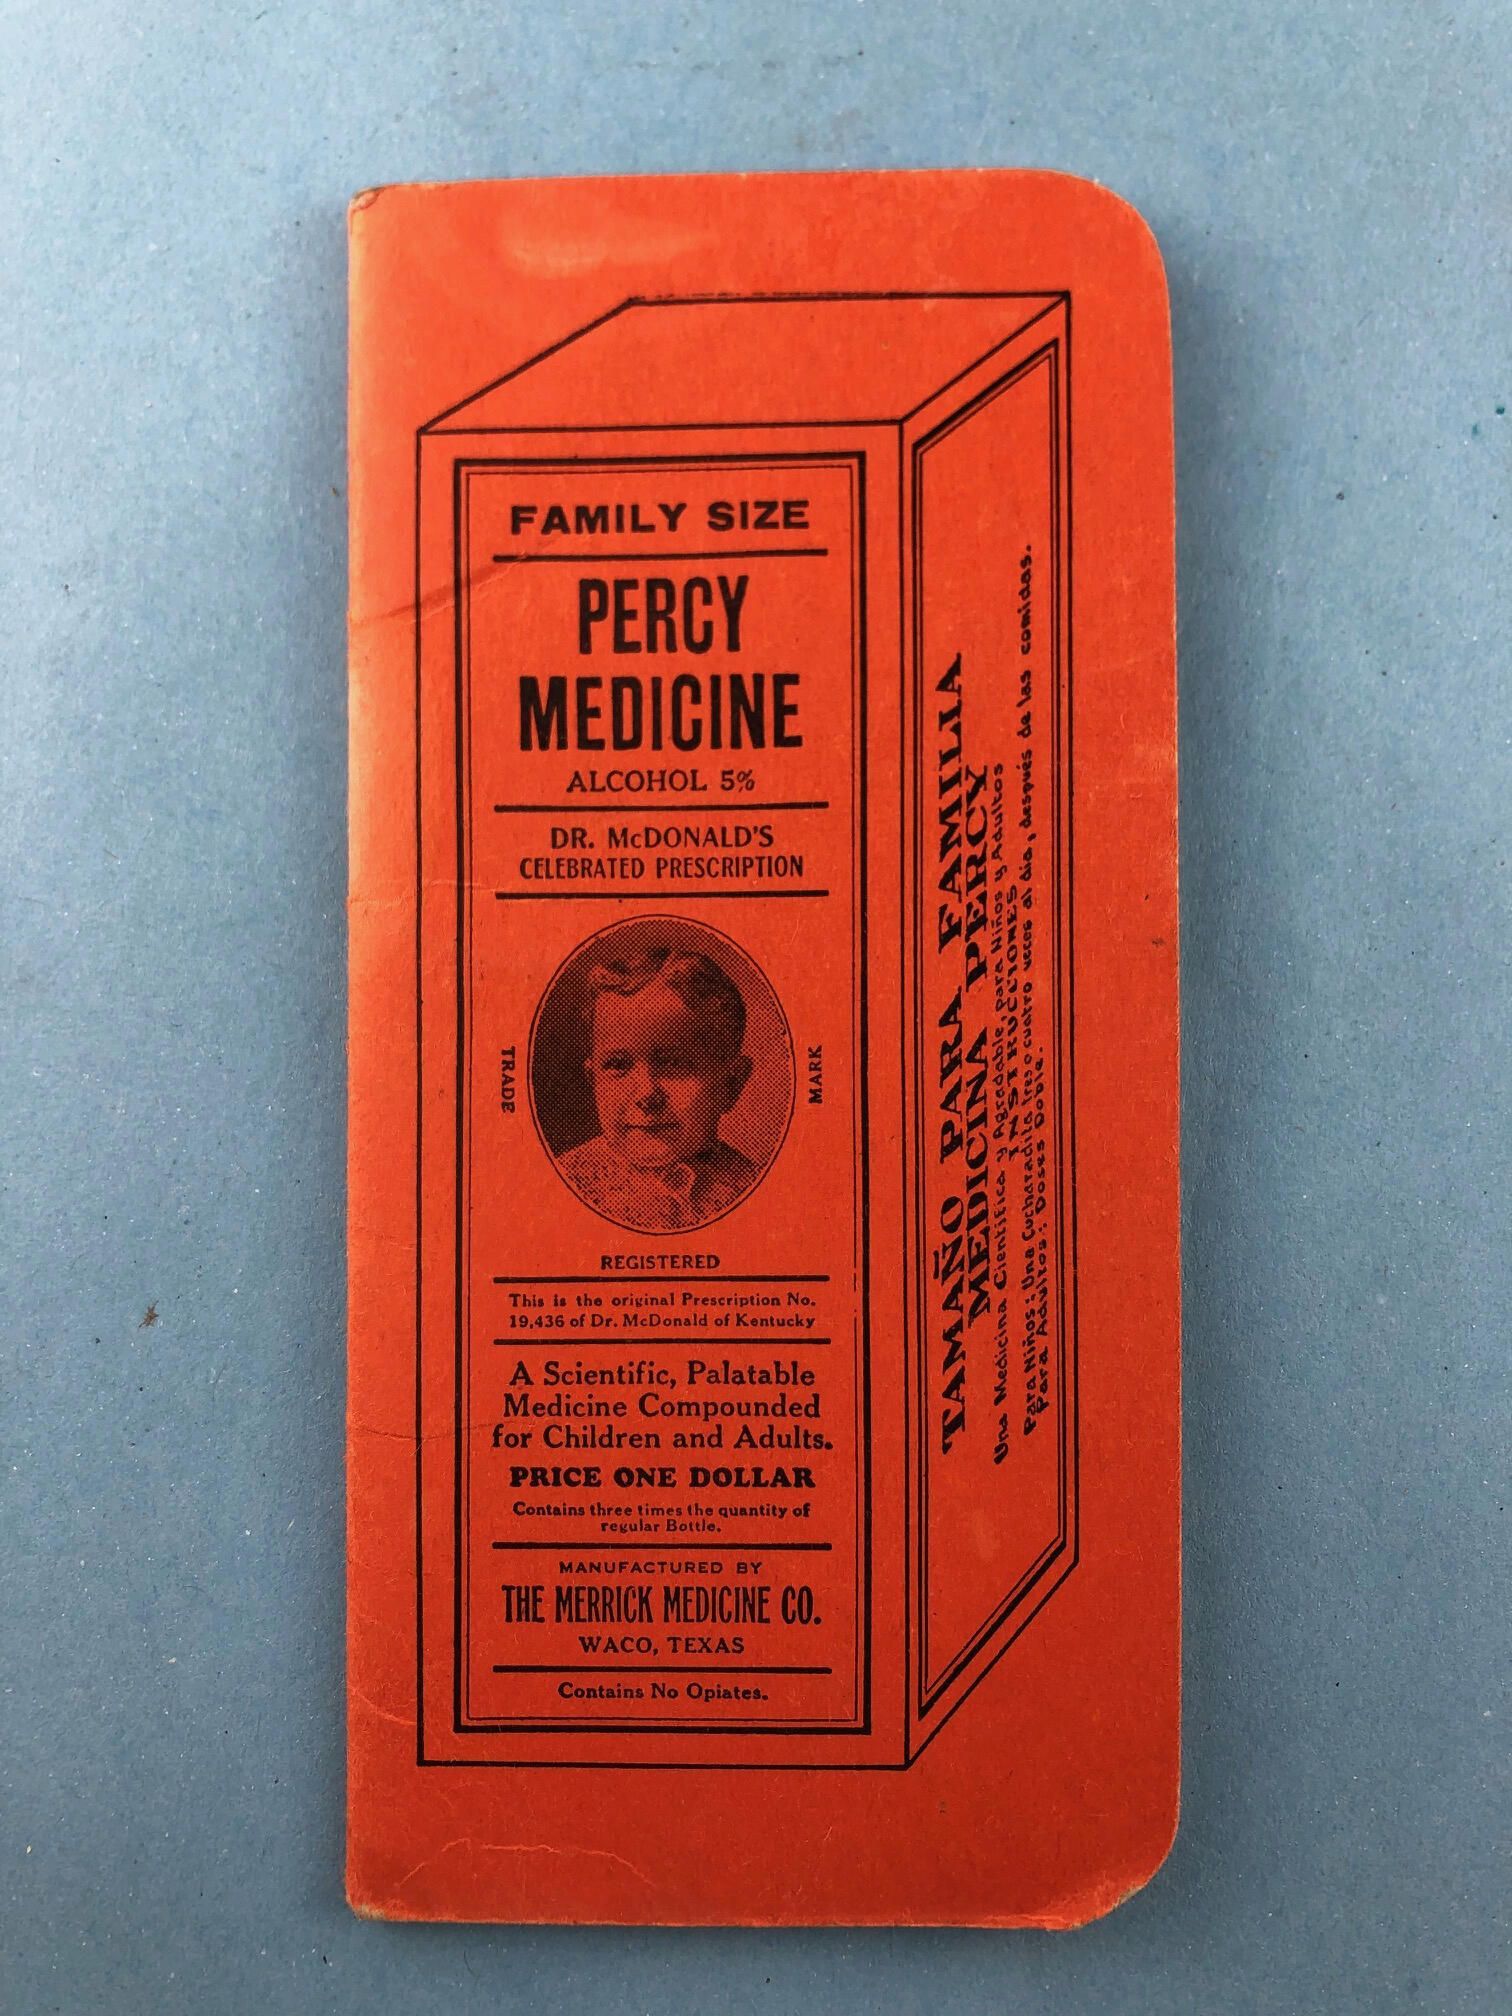 FAMILY SIZE
PERCY
MEDICINE
ALCOHOL 5%
DR. McDONALD'S
CELEBRATED PRESCRIPTION
TRADE
MARK
REGISTERED
This is the original Prescription No.
19,436 of Dr. McDonald of Kentucky
A Scientific, Palatable
Medicine Compounded
for Children and Adults.
PRICE ONE DOLLAR
Contains three times the quantity of
regular Bottle.
MANUFACTURED BY
THE MERRICK MEDICINE CO.
WACO, TEXAS
Contains No Opiates.
TAMAÑO PARA FAMILIA
MEDICINA PERCY
Una Medicina Cientifica y Agradable, para Niños y Adultos
INSTRUCCIONES
Para Niños: Una Cucharadita tres o cuatro veces al dia, después de las comidas.
Para Adultos: Doses Doble.